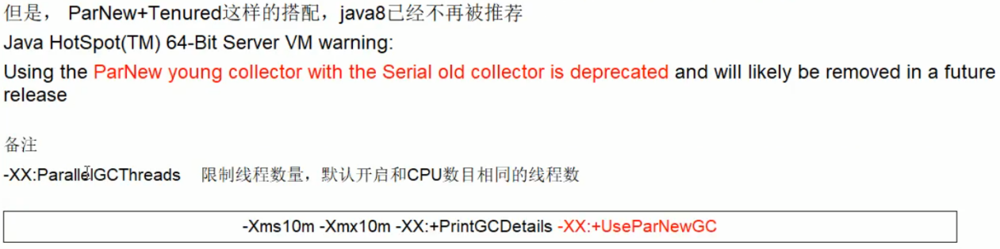 但是， ParNew+Tenured这样的搭配，java8已经不再被推荐
Java HotSpot(TM) 64-Bit Server VM warning:
Using the ParNew young collector with the Serial old collector is deprecated and will likely be removed in a future
release
备注
-XX:ParallelGCThreads 限制线程数量，默认开启和CPU数目相同的线程数
-Xms10m -Xmx10m -XX:+PrintGCDetails -XX:+UseParNewGC